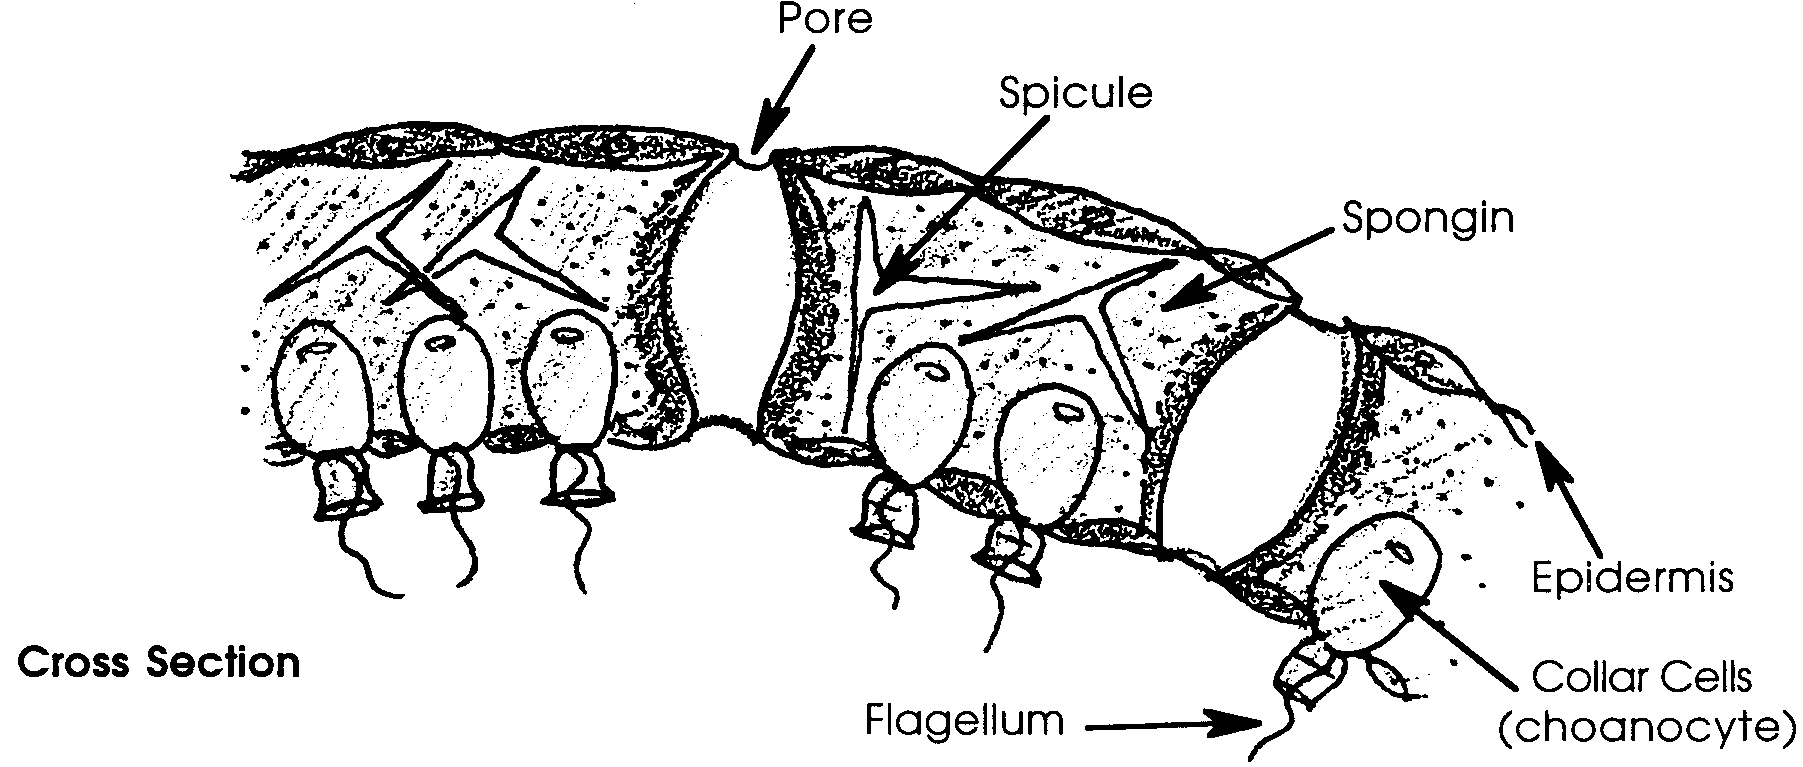 Pore
Spicule
Spongin
Epidermis
Cross Section
Collar Cells
(choanocyte)
Flagellum